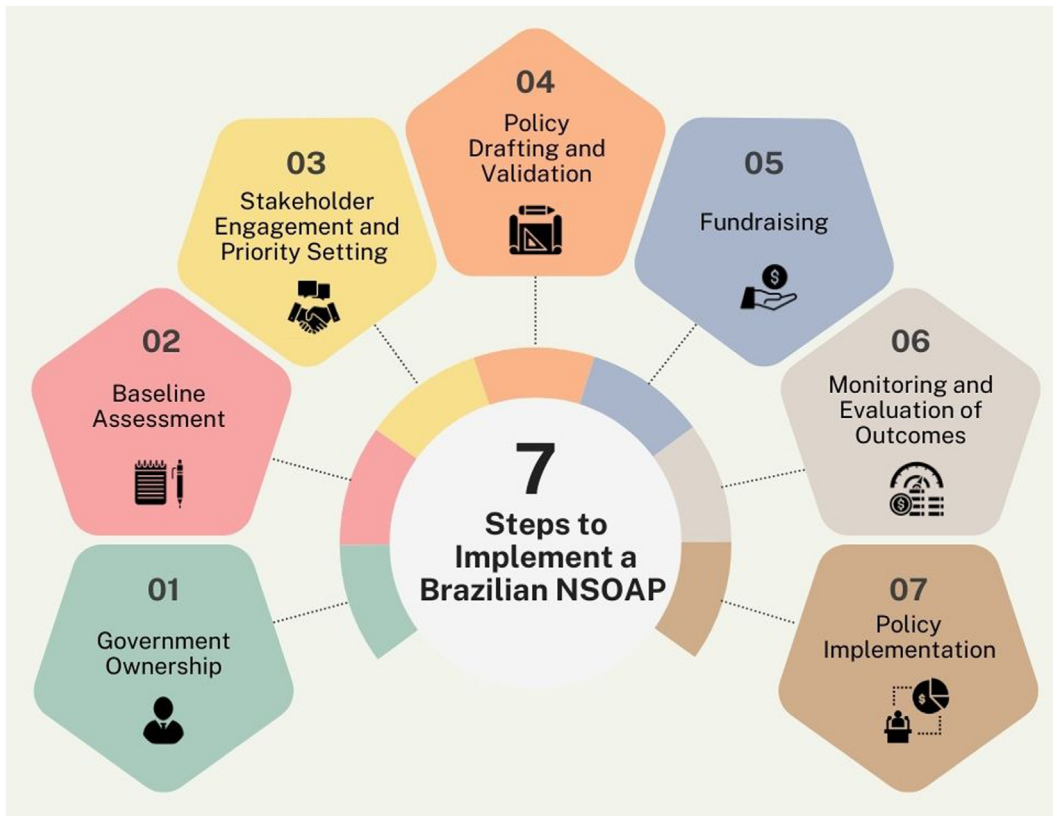 01
Government
Ownership
02
Baseline
Assessment
03
Stakeholder
Engagement and
Priority Setting
04
Policy
Drafting and
Validation
05
Fundraising
06
Monitoring and
Evaluation of
Outcomes
07
Policy
Implementation
7
Steps to
Implement a
Brazilian NSOAP